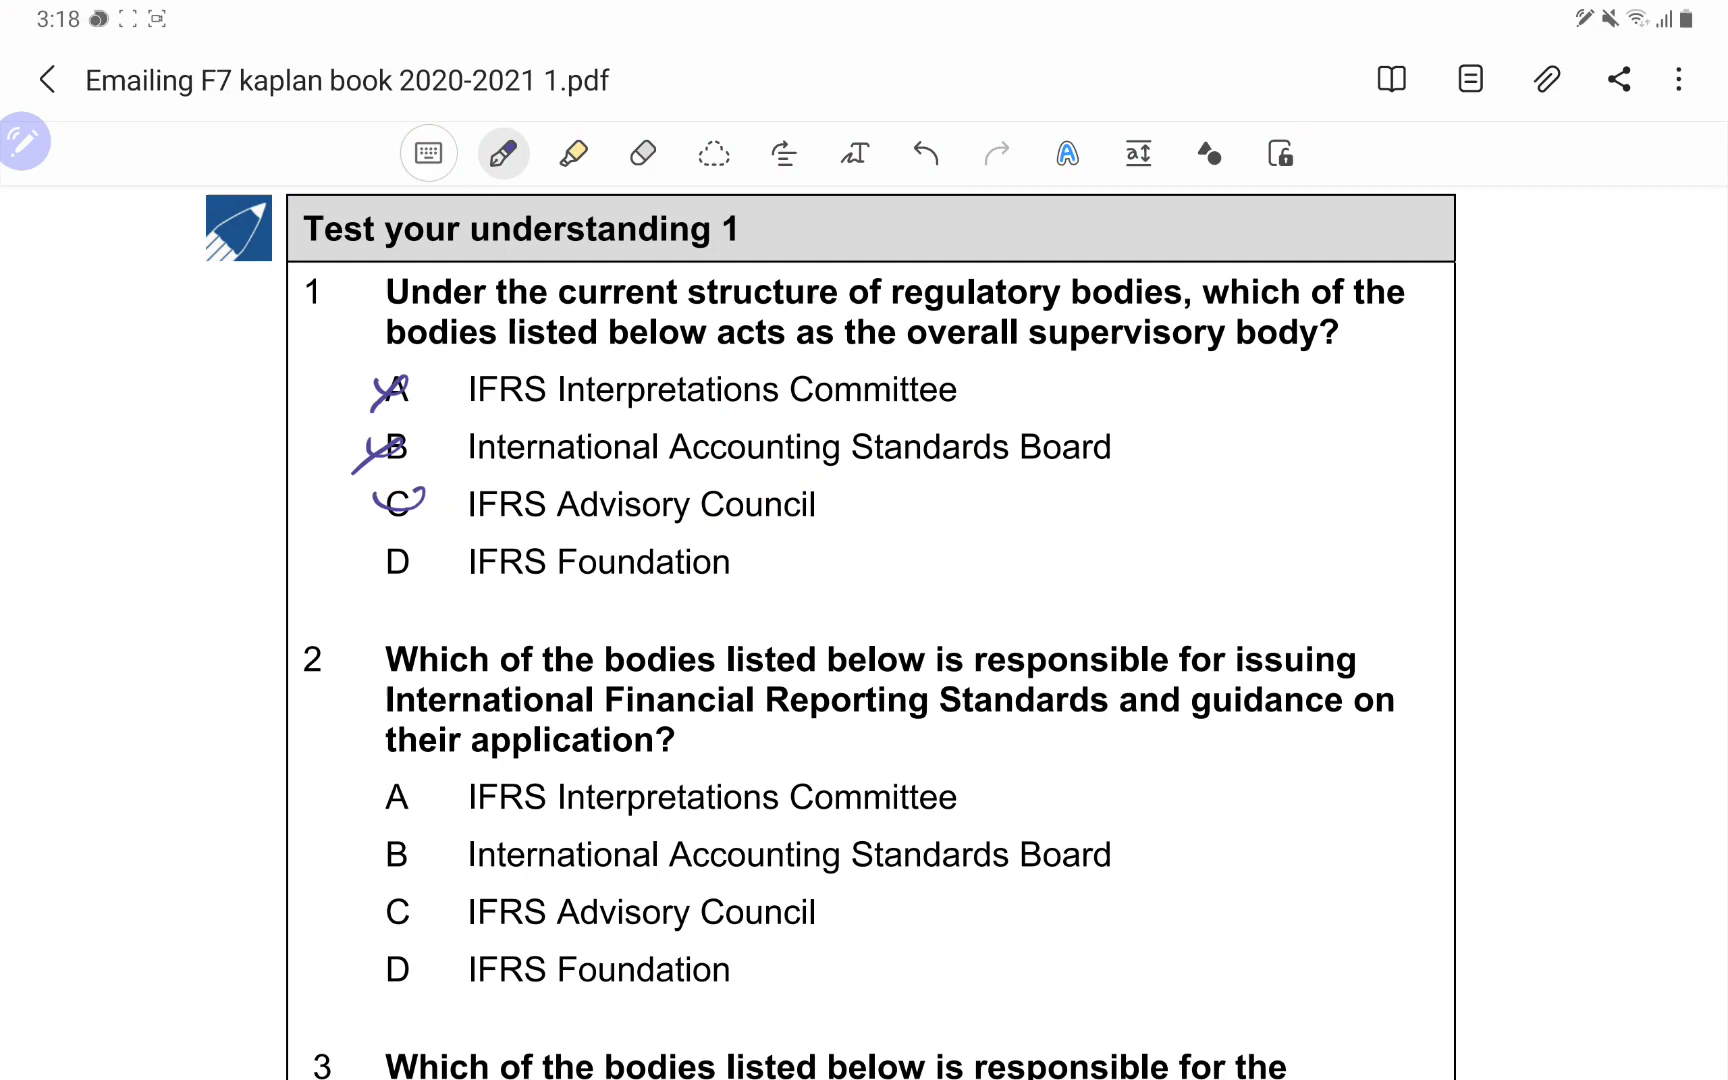 3:18
Emailing F7 kaplan book 2020-2021 1.pdf
Test your understanding 1
1 Under the current structure of regulatory bodies, which of the
bodies listed below acts as the overall supervisory body?
A IFRS Interpretations Committee
B International Accounting Standards Board
C IFRS Advisory Council
D IFRS Foundation
2 Which of the bodies listed below is responsible for issuing
International Financial Reporting Standards and guidance on
their application?
A IFRS Interpretations Committee
B International Accounting Standards Board
C IFRS Advisory Council
D IFRS Foundation
3 Which of the bodies listed below is responsible for the